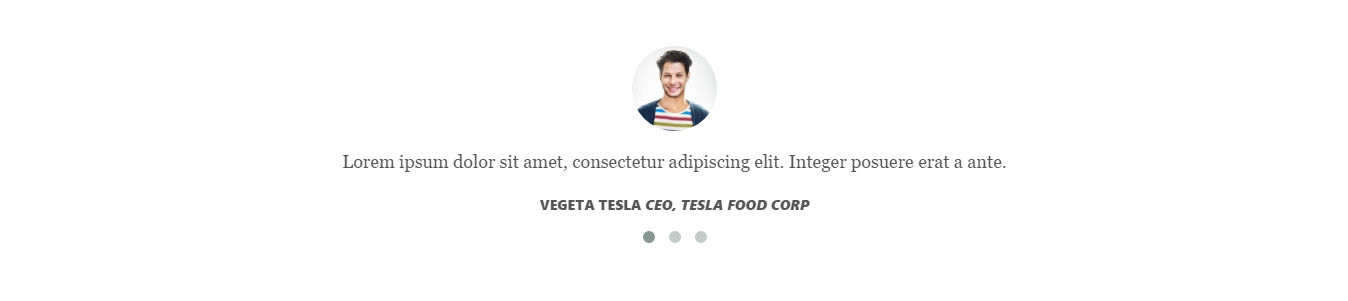 Lorem ipsum dolor sit amet, consectetur adipiscing elit. Integer posuere erat a ante.
VEGETA TESLA CEO, TESLA FOOD CORP